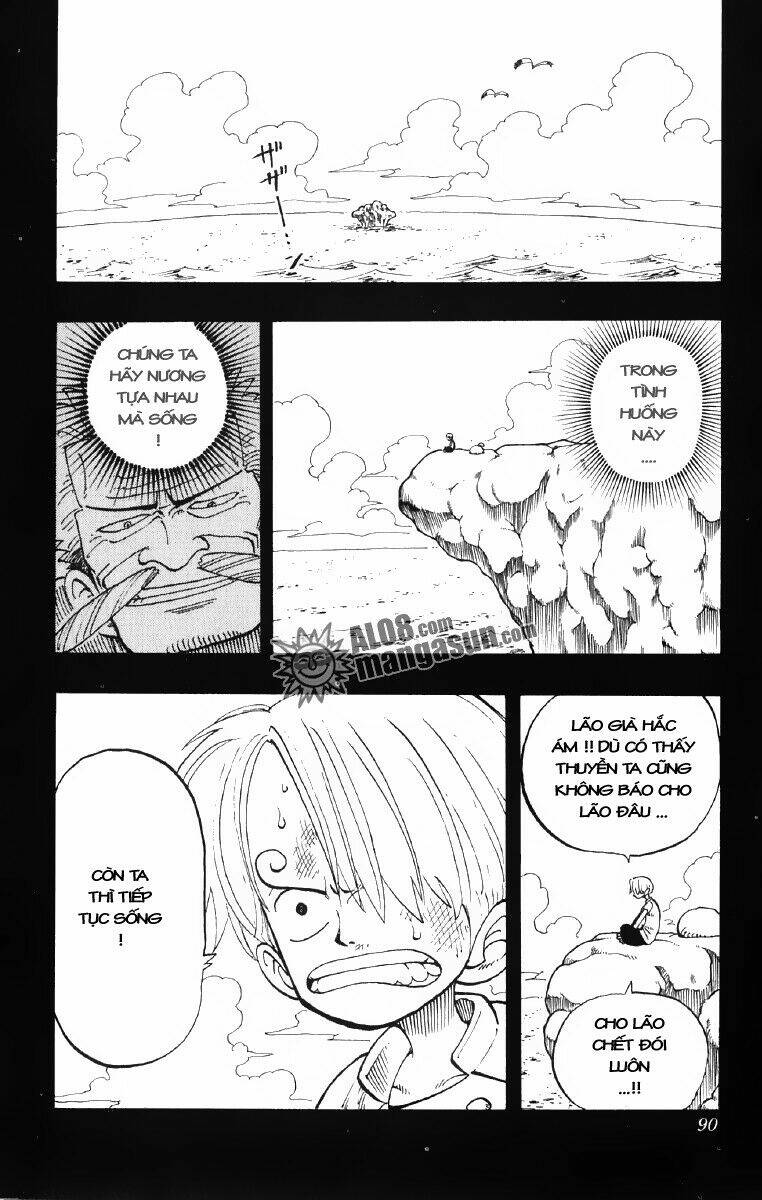 ザ
ザ
TRONG
TÌNH
HUỐNG
NÀY
....
CHÚNG TA
HÃY NƯƠNG
TỰA NHAU
MÀ SỐNG
!
AL08.com
mangasun.com
LÃO GIÀ HẮC
ÁM !! DÙ CÓ THẤY
THUYỀN TA CŨNG
KHÔNG BÁO CHO
LÃO ĐÂU ...
CHO LÃO
CHẾT ĐÓI
LUÔN
...!!
CÒN TA
THÌ TIẾP
TỤC SỐNG
!
90